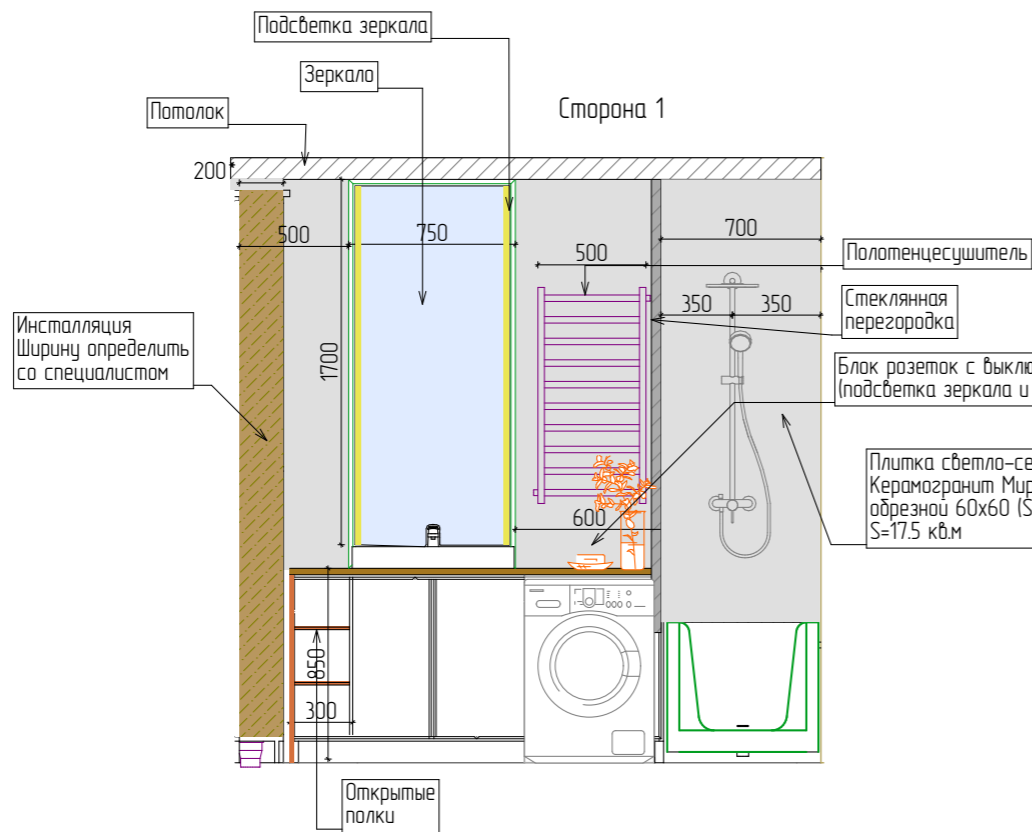 Подсветка зеркала
Зеркало
Потолок
Сторона 1
200
500
750
500
700
Полотенцесушитель
350
350
Стеклянная
перегородка
Инсталляция
Ширину определить
со специалистом
1700
Блок розеток с выклю
(подсветка зеркала и
Плитка светло-се
Керамогранит Мир
обрезной 60x60 (S
S=17.5 кв.м
600
850
300
Открытые
полки